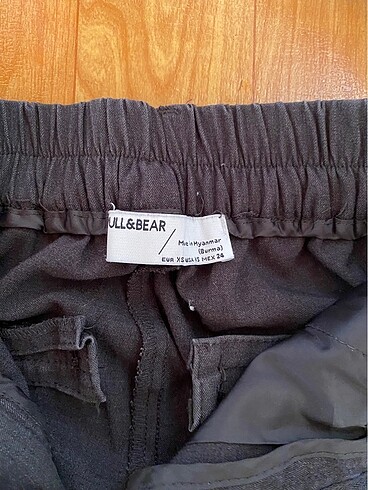 ULL&BEAR
Made in Myanmar
(Burma)
EUR XS USA XS MEX 24